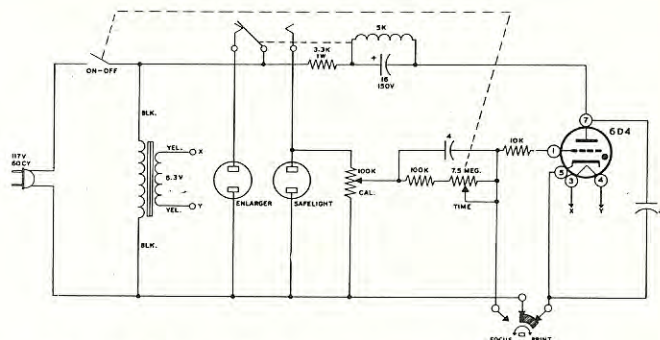 ON-OFF
117V
60CY
BLK.
YEL.
X
6.3V
YEL.
Y
BLK.
ENLARGER
SAFELIGHT
3.3K
1W
5K
+
16
150V
100K
CAL.
4
100K
7.5 MEG.
TIME
10K
1
7
6D4
5
3
4
X
Y
FOCUS
PRINT